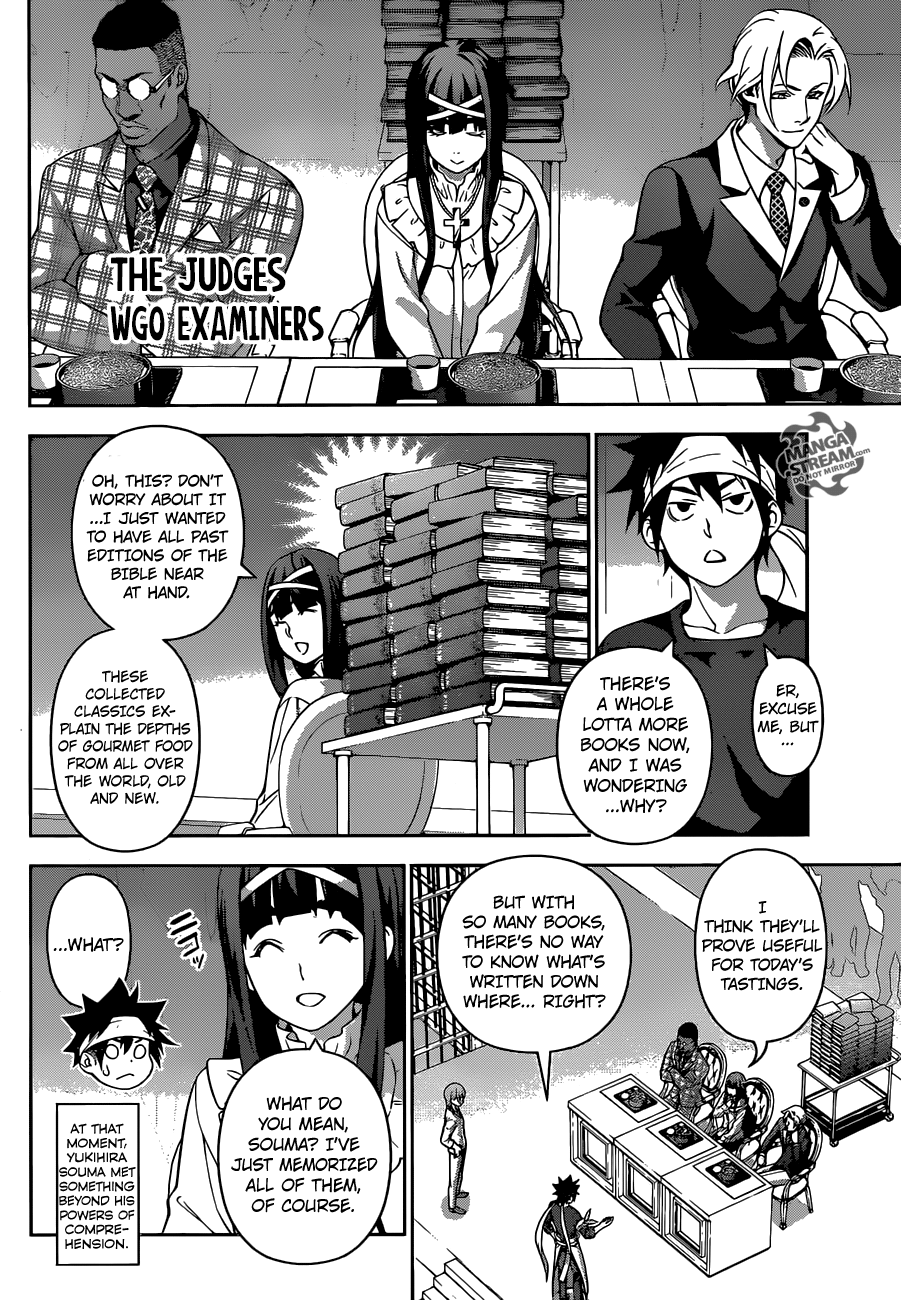 THE JUDGES
WGO EXAMINERS
MANGA
-STREAM.com
DO NOT MIRROR
ER,
EXCUSE
ME, BUT
...
THERE'S
A WHOLE
LOTTA MORE
BOOKS NOW,
AND I WAS
WONDERING
...WHY?
OH, THIS? DON'T
WORRY ABOUT IT
...I JUST WANTED
TO HAVE ALL PAST
EDITIONS OF THE
BIBLE NEAR
AT HAND.
THESE
COLLECTED
CLASSICS EX-
PLAIN THE DEPTHS
OF GOURMET FOOD
FROM ALL OVER
THE WORLD, OLD
AND NEW.
I
THINK THEY'LL
PROVE USEFUL
FOR TODAY'S
TASTINGS.
BUT WITH
SO MANY BOOKS,
THERE'S NO WAY
TO KNOW WHAT'S
WRITTEN DOWN
WHERE... RIGHT?
ニコッ
WHAT DO
YOU MEAN,
SOUMA? I'VE
JUST MEMORIZED
ALL OF THEM,
OF COURSE.
...WHAT?
AT THAT
MOMENT,
YUKIHIRA
SOUMA MET
SOMETHING
BEYOND HIS
POWERS OF
COMPRE-
HENSION.